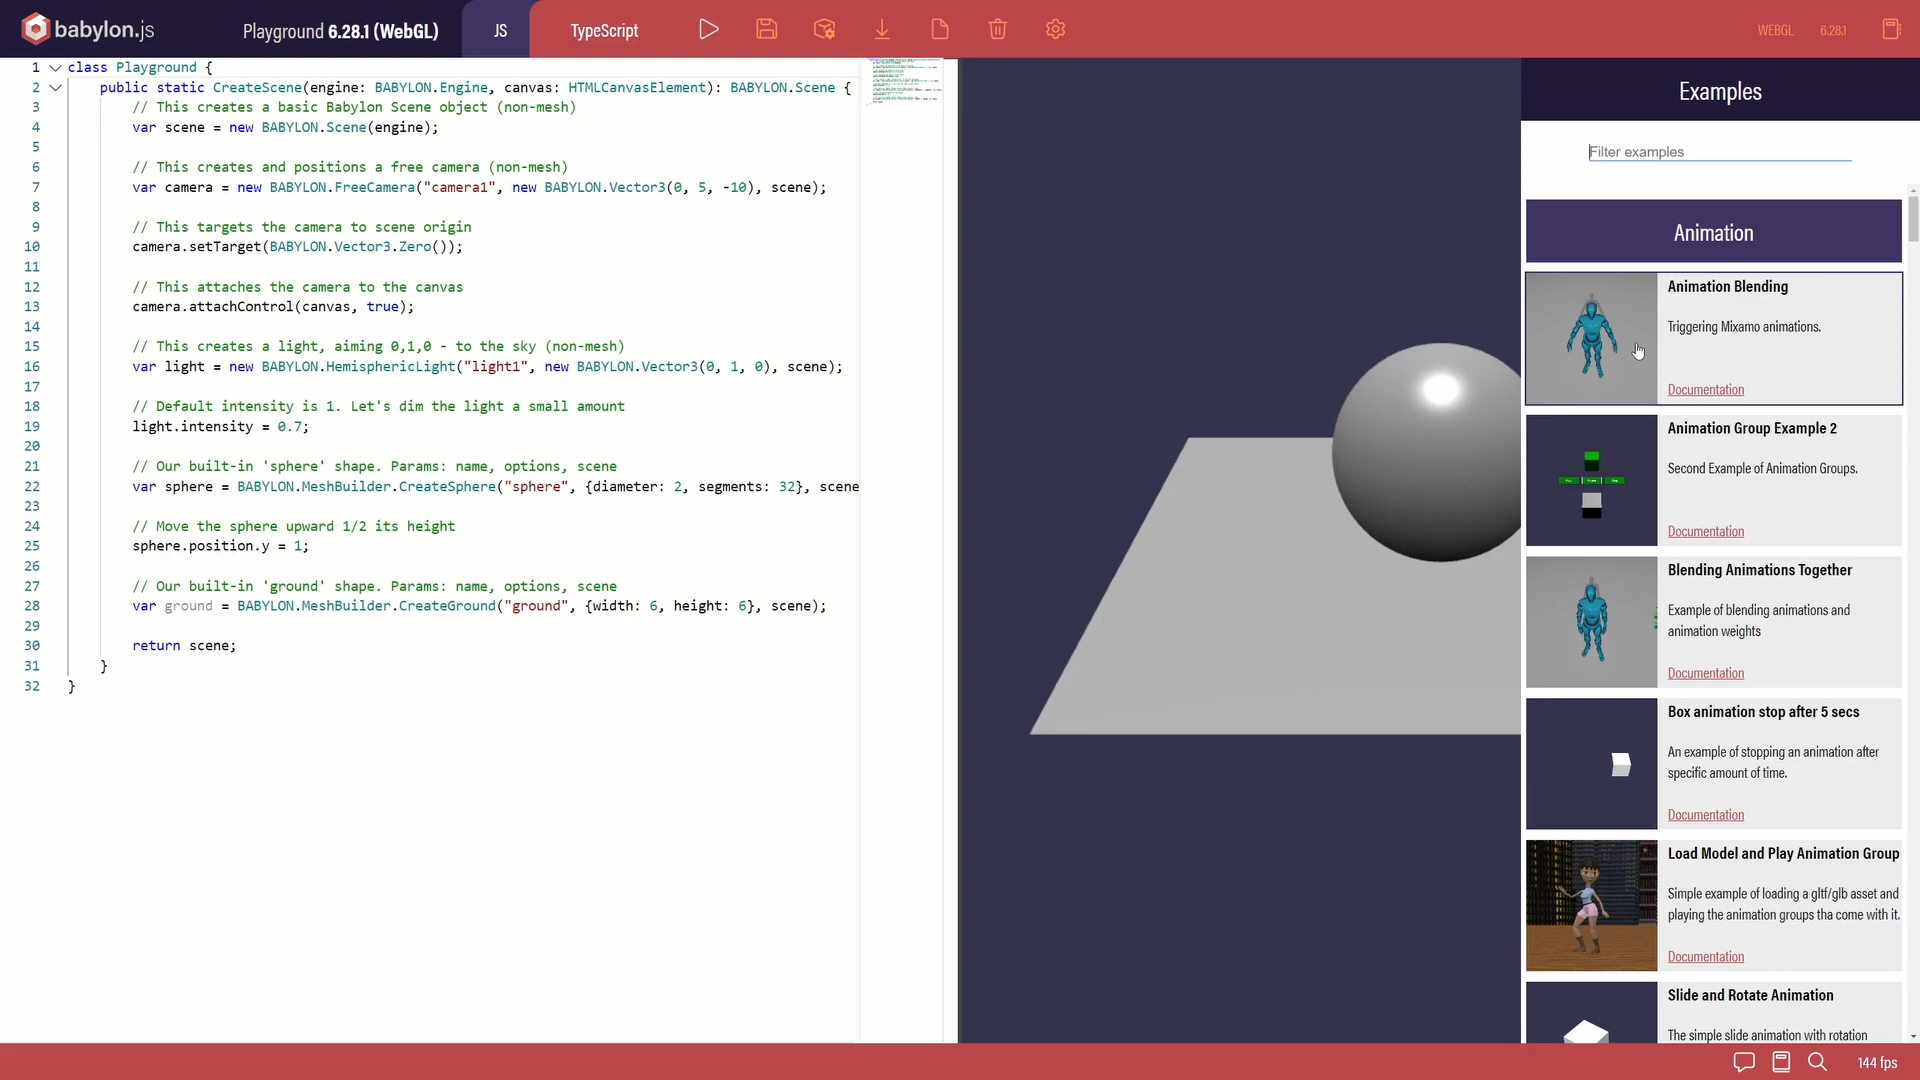 babylon.js
Playground 6.28.1 (WebGL)
JS
TypeScript
WEBGL
6.28.1
1 class Playground {
2 public static CreateScene(engine: BABYLON.Engine, canvas: HTMLCanvasElement): BABYLON.Scene {
3 // This creates a basic Babylon Scene object (non-mesh)
4 var scene = new BABYLON.Scene(engine);
5
6 // This creates and positions a free camera (non-mesh)
7 var camera = new BABYLON.FreeCamera("camera1", new BABYLON.Vector3(0, 5, -10), scene);
8
9 // This targets the camera to scene origin
10 camera.setTarget(BABYLON.Vector3.Zero());
11
12 // This attaches the camera to the canvas
13 camera.attachControl(canvas, true);
14
15 // This creates a light, aiming 0,1,0 - to the sky (non-mesh)
16 var light = new BABYLON.HemisphericLight("light1", new BABYLON.Vector3(0, 1, 0), scene);
17
18 // Default intensity is 1. Let's dim the light a small amount
19 light.intensity = 0.7;
20
21 // Our built-in 'sphere' shape. Params: name, options, scene
22 var sphere = BABYLON.MeshBuilder.CreateSphere("sphere", {diameter: 2, segments: 32}, scene
23
24 // Move the sphere upward 1/2 its height
25 sphere.position.y = 1;
26
27 // Our built-in 'ground' shape. Params: name, options, scene
28 var ground = BABYLON.MeshBuilder.CreateGround("ground", {width: 6, height: 6}, scene);
29
30 return scene;
31 }
32 }
Examples
Filter examples
Animation
Animation Blending
Triggering Mixamo animations.
Documentation
Animation Group Example 2
Second Example of Animation Groups.
Documentation
Blending Animations Together
Example of blending animations and
animation weights
Documentation
Box animation stop after 5 secs
An example of stopping an animation after
specific amount of time.
Documentation
Load Model and Play Animation Group
Simple example of loading a gltf/glb asset and
playing the animation groups tha come with it.
Documentation
Slide and Rotate Animation
The simple slide animation with rotation
144 fps